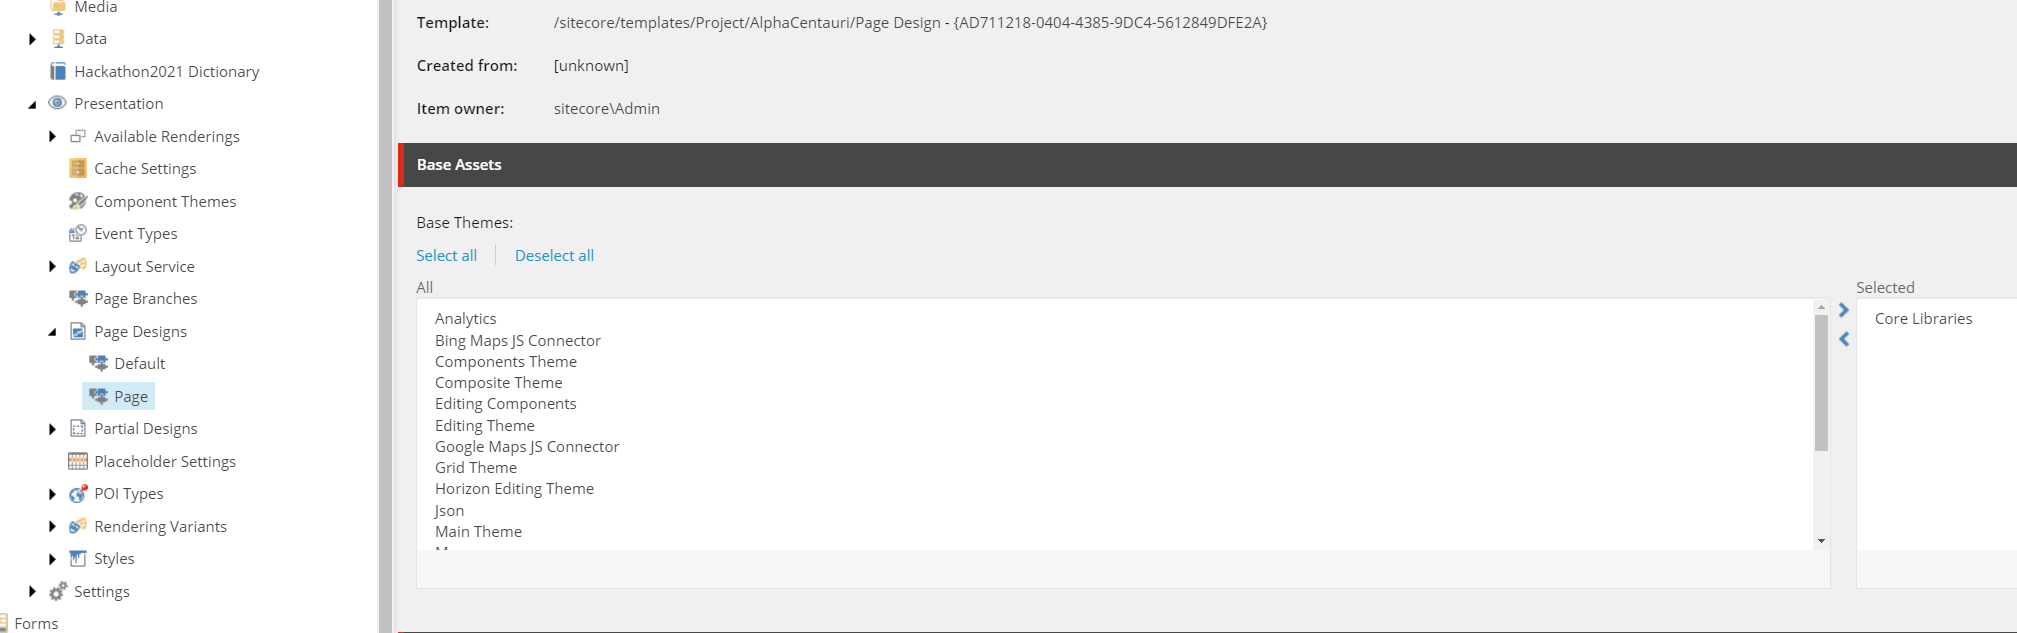 Media
Data
Hackathon2021 Dictionary
Presentation
Available Renderings
Cache Settings
Component Themes
Event Types
Layout Service
Page Branches
Page Designs
Default
Page
Partial Designs
Placeholder Settings
POI Types
Rendering Variants
Styles
Settings
Forms
Template: /sitecore/templates/Project/AlphaCentauri/Page Design - {AD711218-0404-4385-9DC4-5612849DFE2A}
Created from: [unknown]
Item owner: sitecore\Admin
Base Assets
Base Themes:
Select all Deselect all
All
Analytics
Bing Maps JS Connector
Components Theme
Composite Theme
Editing Components
Editing Theme
Google Maps JS Connector
Grid Theme
Horizon Editing Theme
Json
Main Theme
Selected
Core Libraries